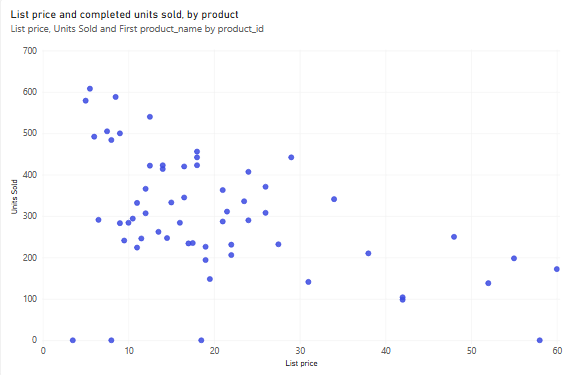 List price and completed units sold, by product
List price, Units Sold and First product_name by product_id
700
600
500
400
300
200
100
0
Units Sold
0 10 20 30 40 50 60
List price